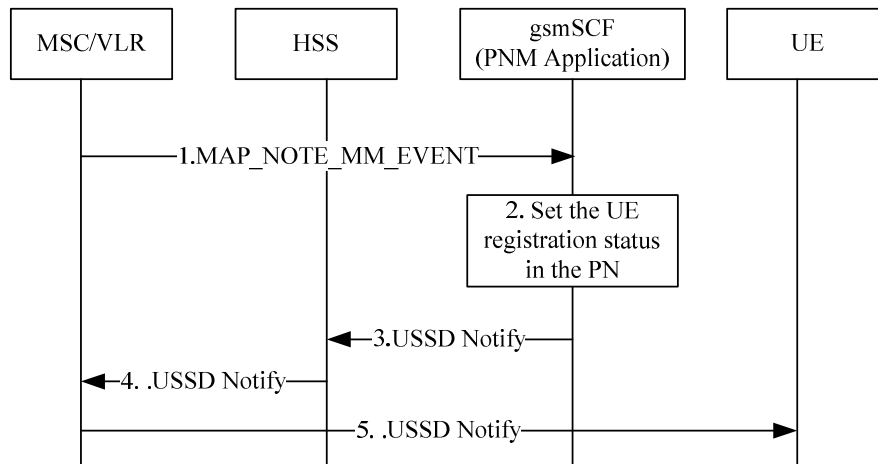 MSC/VLR
HSS
gsmSCF
(PNM Application)
UE
1.MAP_NOTE_MM_EVENT
2. Set the UE
registration status
in the PN
3.USSD Notify
4. .USSD Notify
5. .USSD Notify